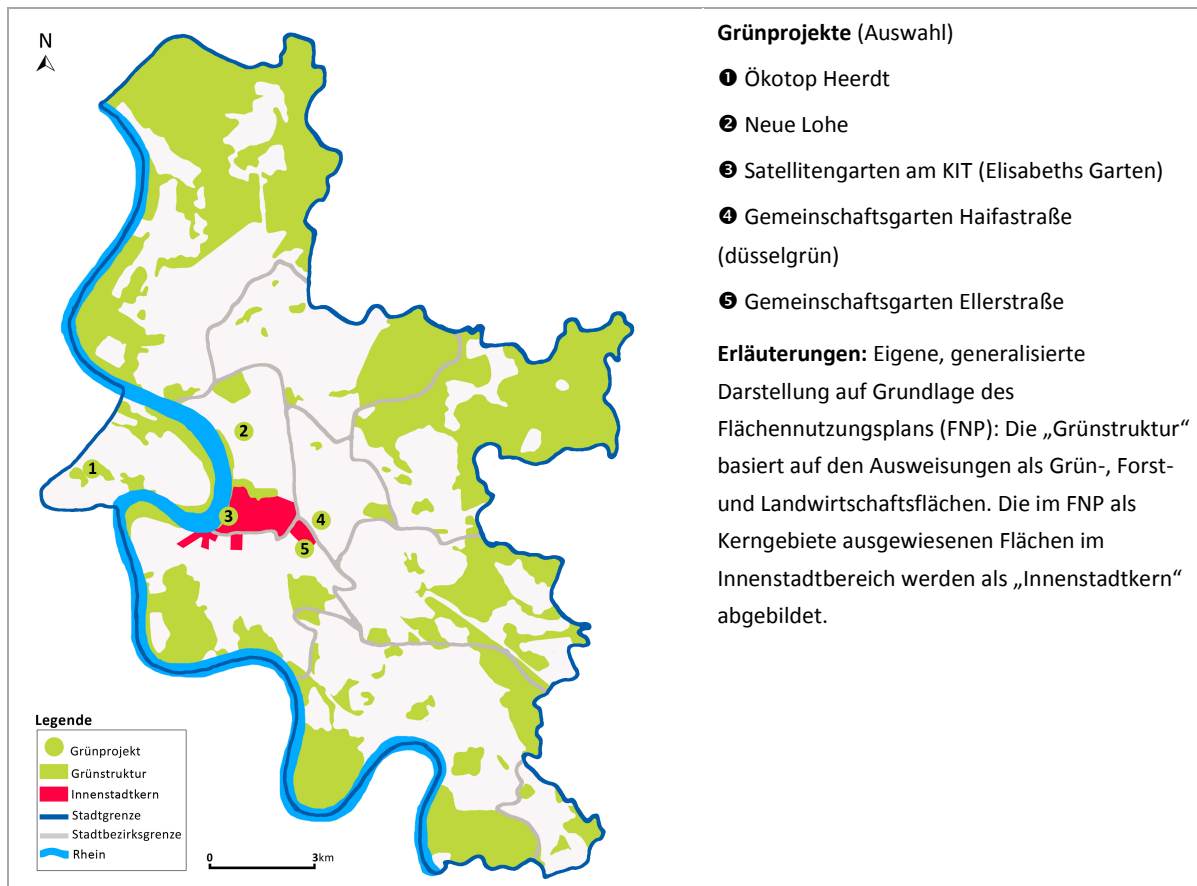 N
1
2
3
4
5
Legende
Grünprojekt
Grünstruktur
Innenstadtkern
Stadtgrenze
Stadtbezirksgrenze
Rhein
0 3km
Grünprojekte (Auswahl)
❶ Ökotop Heerdt
❷ Neue Lohe
❸ Satellitengarten am KIT (Elisabeths Garten)
❹ Gemeinschaftsgarten Haifastraße
(düsselgrün)
❺ Gemeinschaftsgarten Ellerstraße
Erläuterungen: Eigene, generalisierte
Darstellung auf Grundlage des
Flächennutzungsplans (FNP): Die „Grünstruktur“
basiert auf den Ausweisungen als Grün-, Forst-
und Landwirtschaftsflächen. Die im FNP als
Kerngebiete ausgewiesenen Flächen im
Innenstadtbereich werden als „Innenstadtkern“
abgebildet.